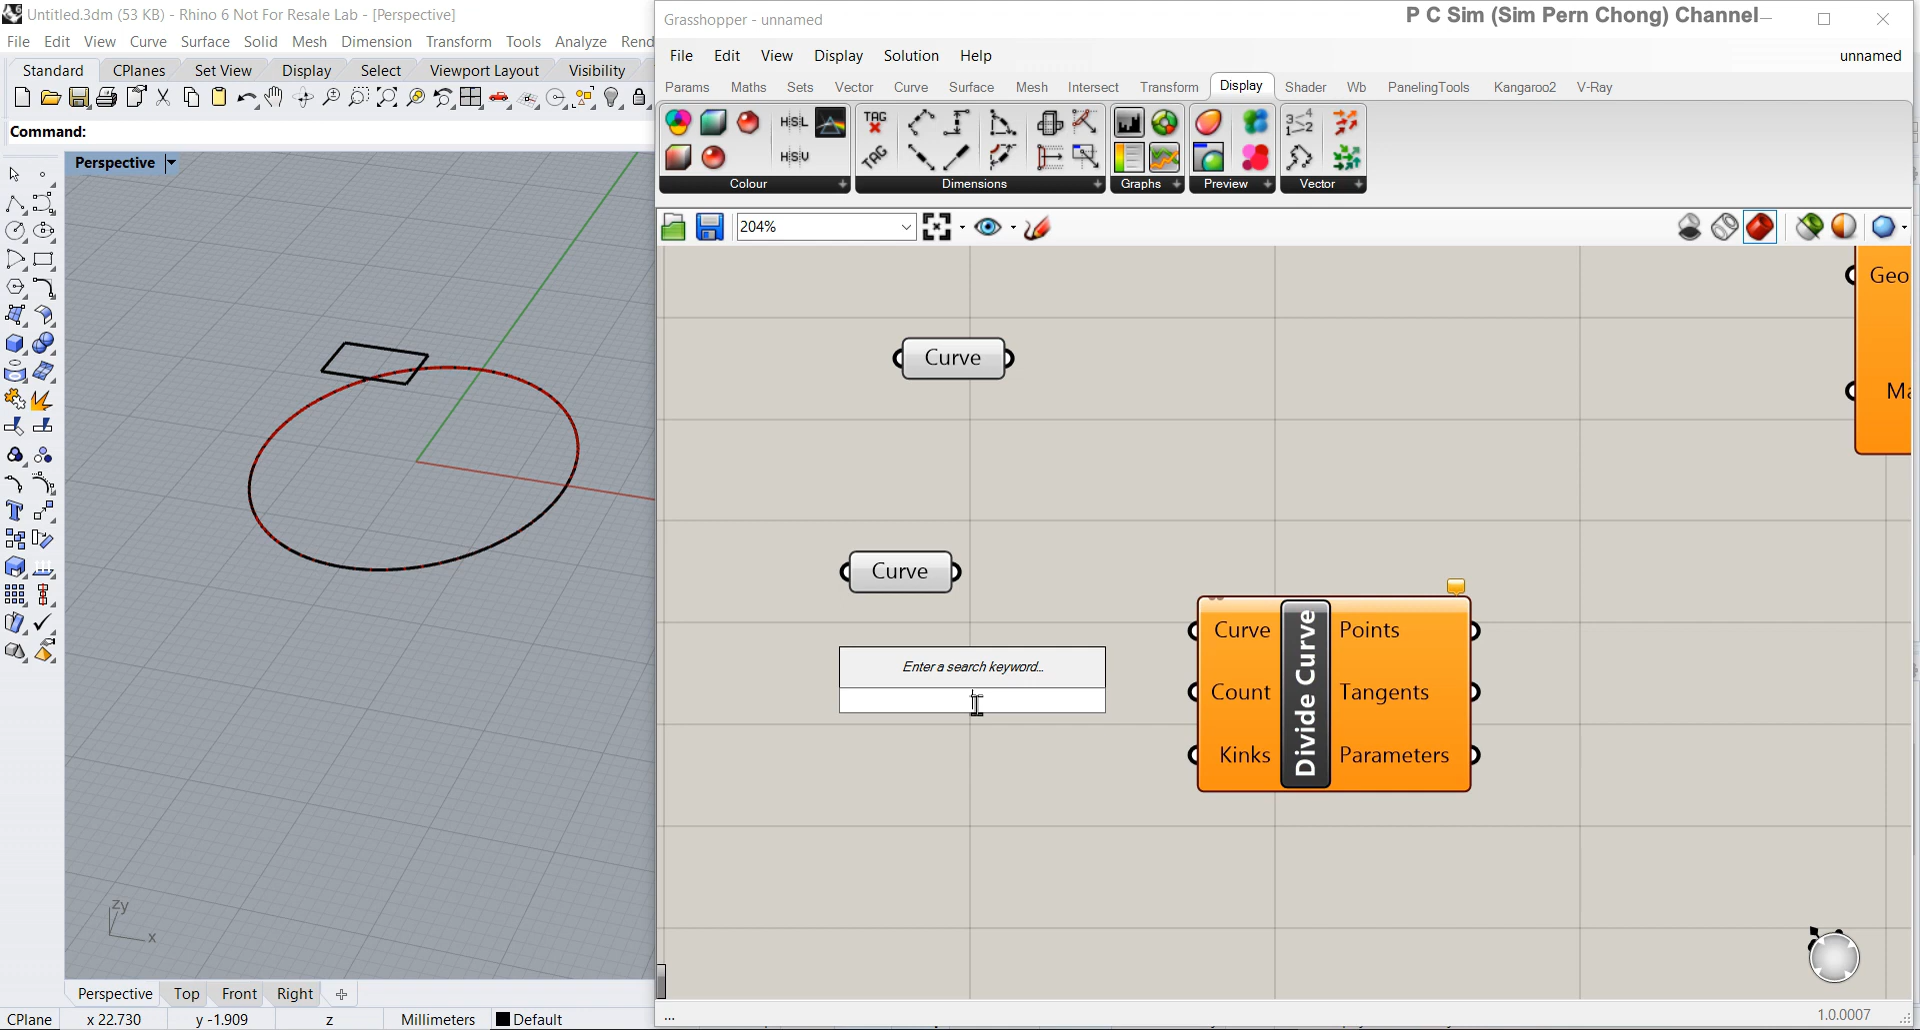 Untitled.3dm (53 KB) - Rhino 6 Not For Resale Lab - [Perspective]
File Edit View Curve Surface Solid Mesh Dimension Transform Tools Analyze Rend
Standard CPlanes Set View Display Select Viewport Layout Visibility
Command:
Perspective
zy
x
Perspective Top Front Right
CPlane x 22.730 y -1.909 z Millimeters Default
Grasshopper - unnamed
P C Sim (Sim Pern Chong) Channel
File Edit View Display Solution Help
unnamed
Params Maths Sets Vector Curve Surface Mesh Intersect Transform Display Shader Wb PanelingTools Kangaroo2 V-Ray
HSL
TAG
HSV
TAG
Colour Dimensions Graphs Preview Vector
204%
Geo
Curve
Ma
Curve
Enter a search keyword...
Divide Curve
Curve Points
Count Tangents
Kinks Parameters
...
1.0.0007